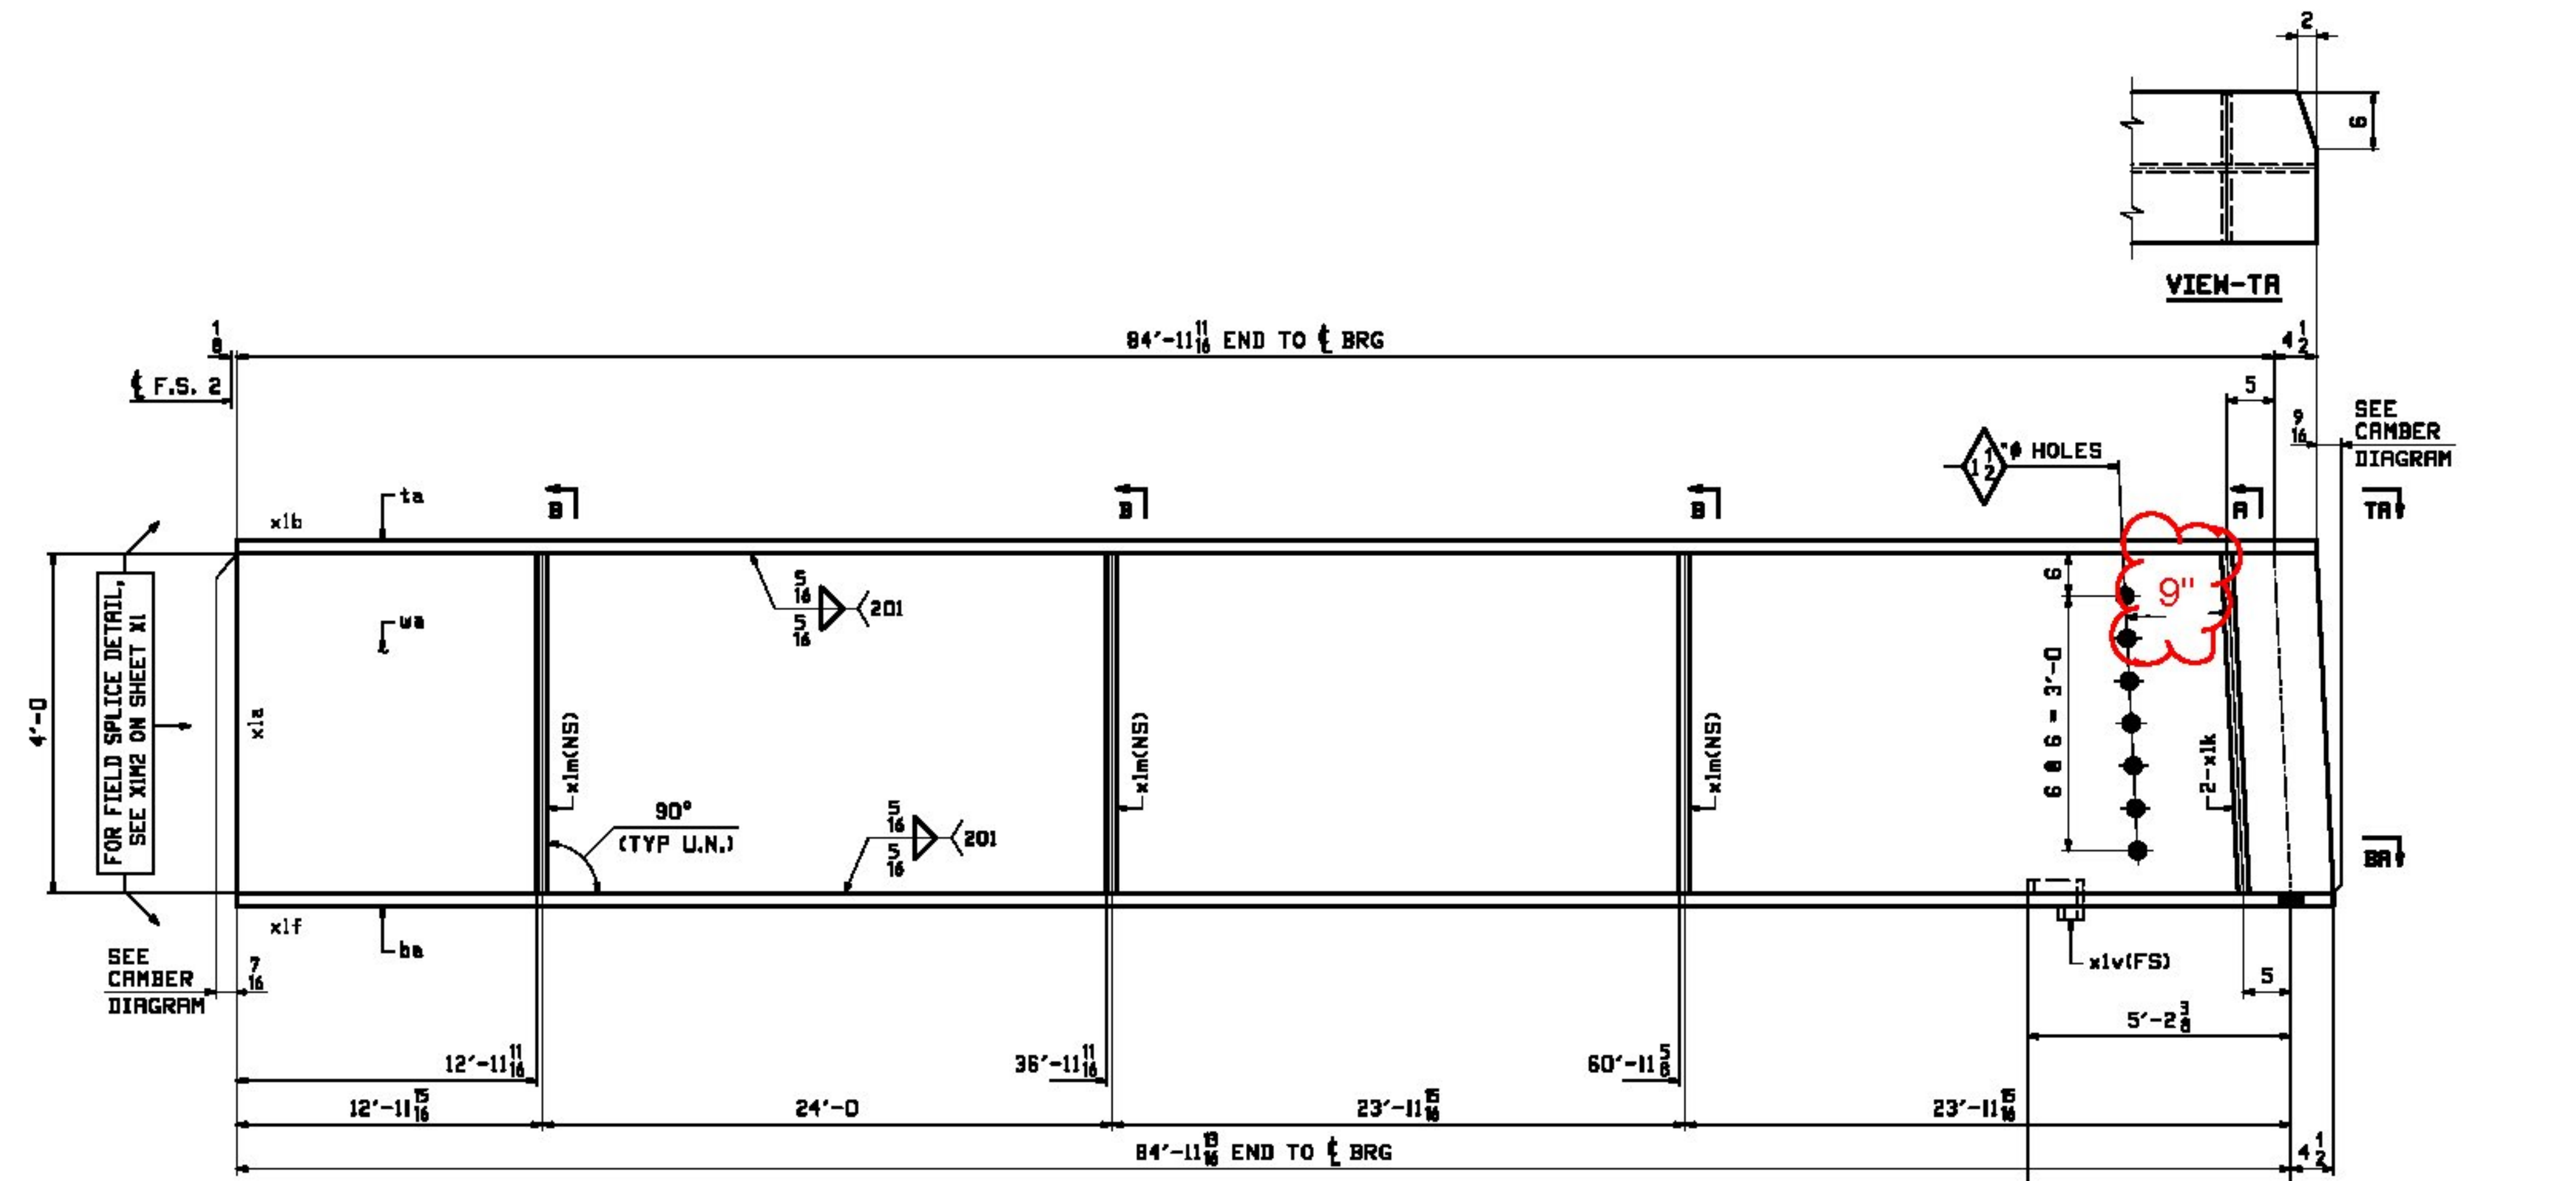 2
6
VIEW-TA
1/8
84'-11 11/16 END TO ℄ BRG
4 1/2
℄ F.S. 2
5
9/16
SEE
CAMBER
DIAGRAM
1 1/2 "ø HOLES
ta
x1b
B
B
B
A
TA
9"
6
5/16
5/16
201
wa
FOR FIELD SPLICE DETAIL,
SEE X1M2 ON SHEET X1
4'-0
x1a
x1m(NS)
x1m(NS)
x1m(NS)
6 @ 6 = 3'-0
2-x1k
90°
(TYP U.N.)
5/16
5/16
201
BA
x1f
ba
SEE
CAMBER
DIAGRAM
7/16
x1v(FS)
5
5'-2
12'-11 11/16
36'-11 11/16
60'-11 5/8
12'-11 15/16
24'-0
23'-11 15/16
23'-11 15/16
84'-11 13/16 END TO ℄ BRG
4 1/2